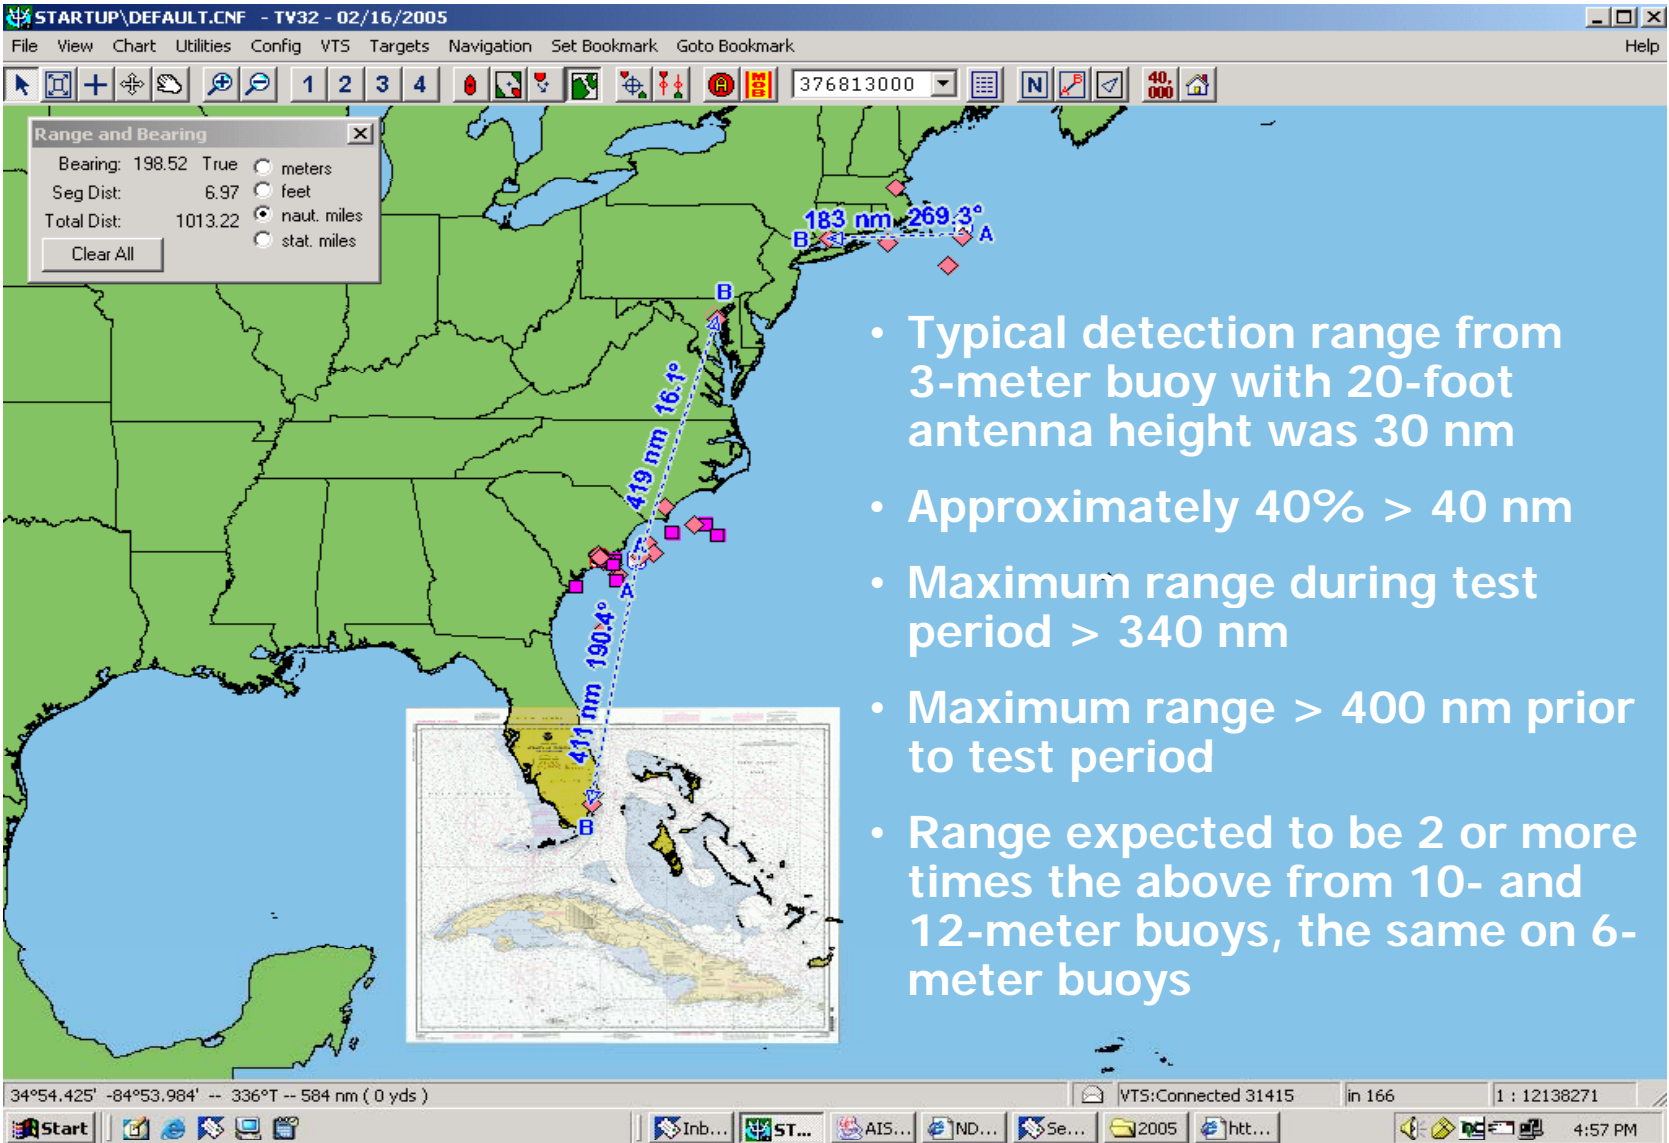 STARTUP\DEFAULT.CNF - TV32 - 02/16/2005
File View Chart Utilities Config VTS Targets Navigation Set Bookmark Goto Bookmark Help
1 2 3 4 A MOB 376813000 N B 40,000
Range and Bearing
Bearing: 198.52 True
Seg Dist: 6.97
Total Dist: 1013.22
meters
feet
naut. miles
stat. miles
Clear All
183 nm 269.3°
B A
B
419 nm 16.1°
A
A
411 nm 190.4°
B
• Typical detection range from
3-meter buoy with 20-foot
antenna height was 30 nm
• Approximately 40% > 40 nm
• Maximum range during test
period > 340 nm
• Maximum range > 400 nm prior
to test period
• Range expected to be 2 or more
times the above from 10- and
12-meter buoys, the same on 6-
meter buoys
34°54.425' -84°53.984' -- 336°T -- 584 nm ( 0 yds )
VTS:Connected 31415 in 166 1 : 12138271
Start Inb... ST... AIS... ND... Se... 2005 htt... 4:57 PM